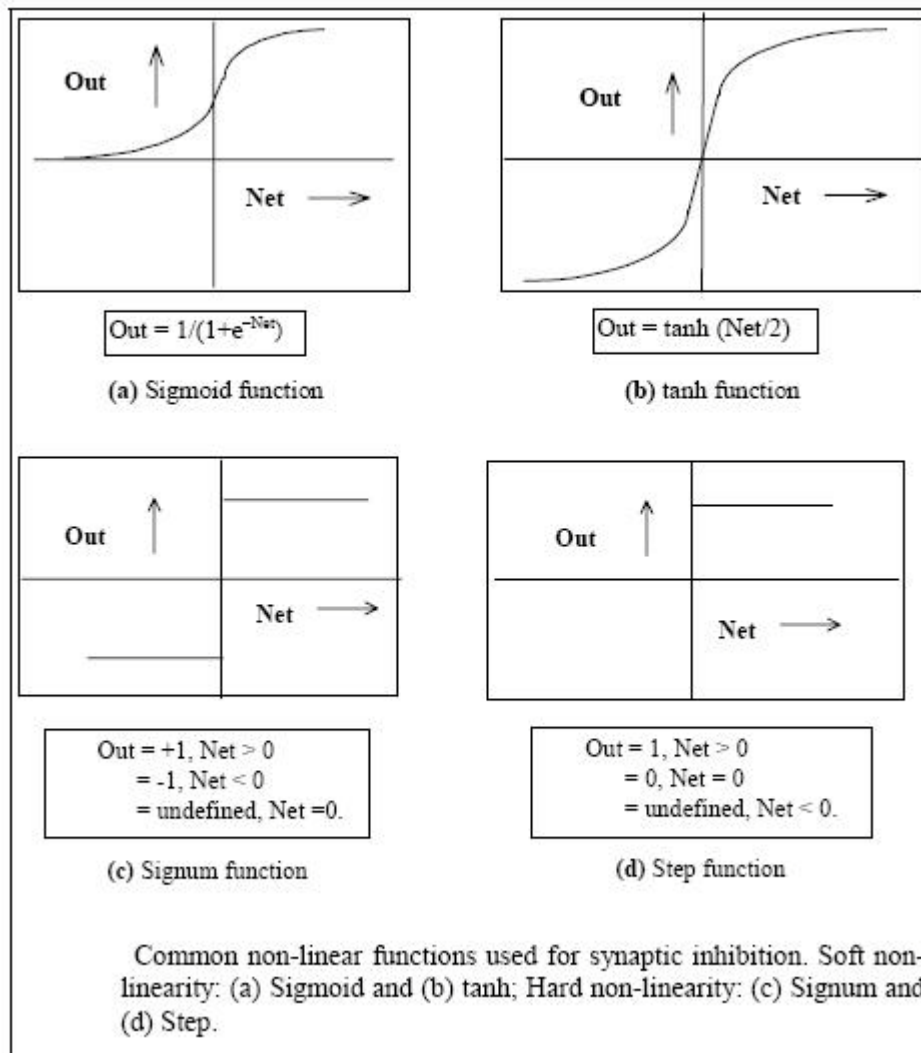 Out
Net
Out
Net
Out = 1/(1+e^–Net)
Out = tanh (Net/2)
(a) Sigmoid function
(b) tanh function
Out
Net
Out
Net
Out = +1, Net > 0
= -1, Net < 0
= undefined, Net =0.
Out = 1, Net > 0
= 0, Net = 0
= undefined, Net < 0.
(c) Signum function
(d) Step function
Common non-linear functions used for synaptic inhibition. Soft non-
linearity: (a) Sigmoid and (b) tanh; Hard non-linearity: (c) Signum and
(d) Step.